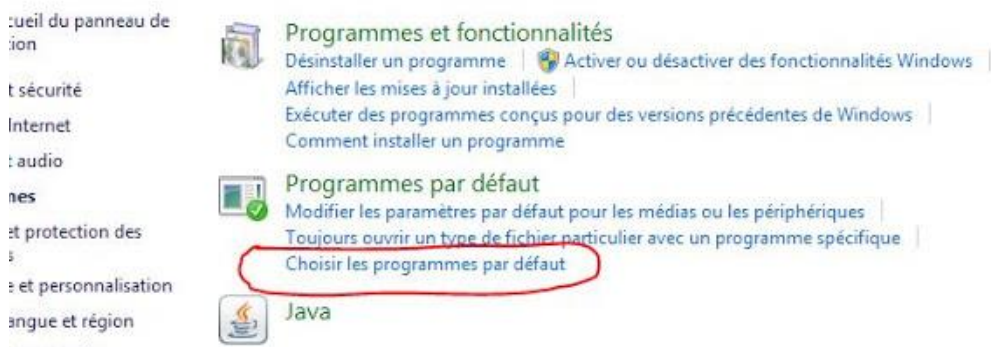 cueil du panneau de
tion
t sécurité
Internet
t audio
mes
et protection des
s
e et personnalisation
angue et région
Programmes et fonctionnalités
Désinstaller un programme Activer ou désactiver des fonctionnalités Windows
Afficher les mises à jour installées
Exécuter des programmes conçus pour des versions précédentes de Windows
Comment installer un programme
Programmes par défaut
Modifier les paramètres par défaut pour les médias ou les périphériques
Toujours ouvrir un type de fichier particulier avec un programme spécifique
Choisir les programmes par défaut
Java